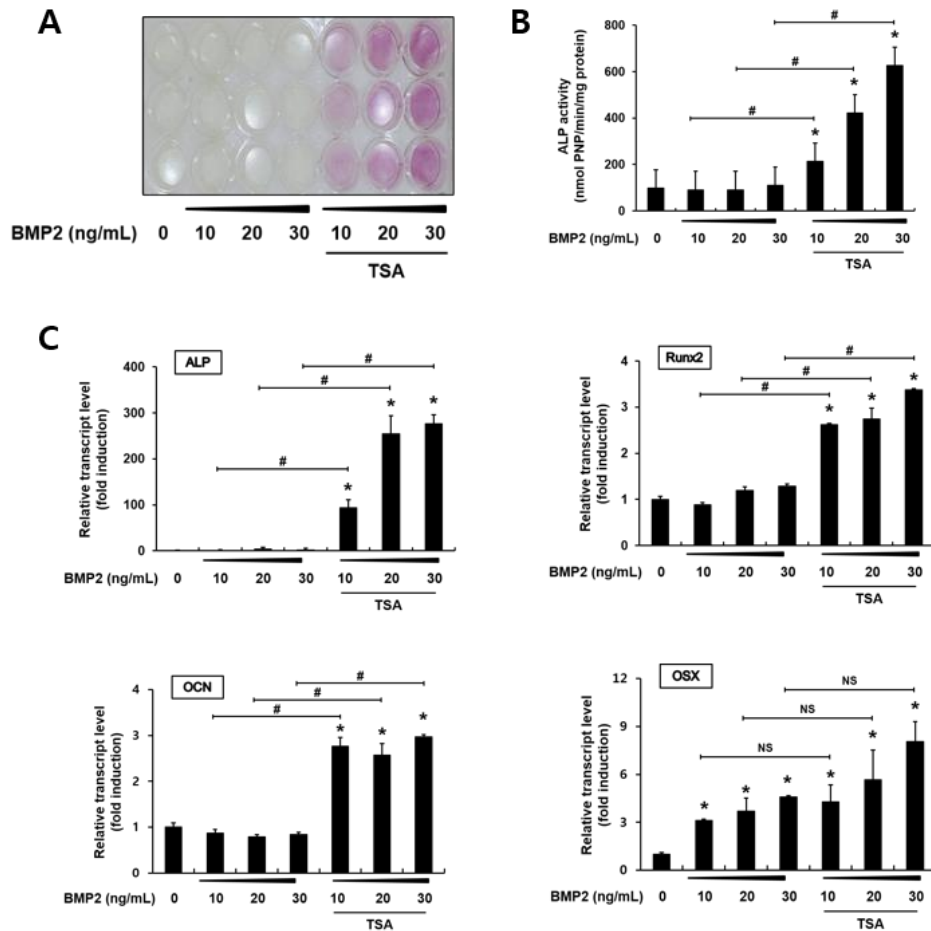 A
BMP2 (ng/mL) 0 10 20 30 10 20 30
TSA
B
ALP activity
(nmol PNP/min/mg protein)
800
600
400
200
0
#
#
#
* * *
BMP2 (ng/mL) 0 10 20 30 10 20 30
TSA
C
ALP
Relative transcript level
(fold induction)
400
300
200
100
0
#
#
#
* * *
BMP2 (ng/mL) 0 10 20 30 10 20 30
TSA
Runx2
Relative transcript level
(fold induction)
4
3
2
1
0
#
#
#
* * *
BMP2 (ng/mL) 0 10 20 30 10 20 30
TSA
OCN
Relative transcript level
(fold induction)
4
3
2
1
0
#
#
#
* * *
BMP2 (ng/mL) 0 10 20 30 10 20 30
TSA
OSX
Relative transcript level
(fold induction)
12
9
6
3
0
NS
NS
NS
* * * * * *
BMP2 (ng/mL) 0 10 20 30 10 20 30
TSA